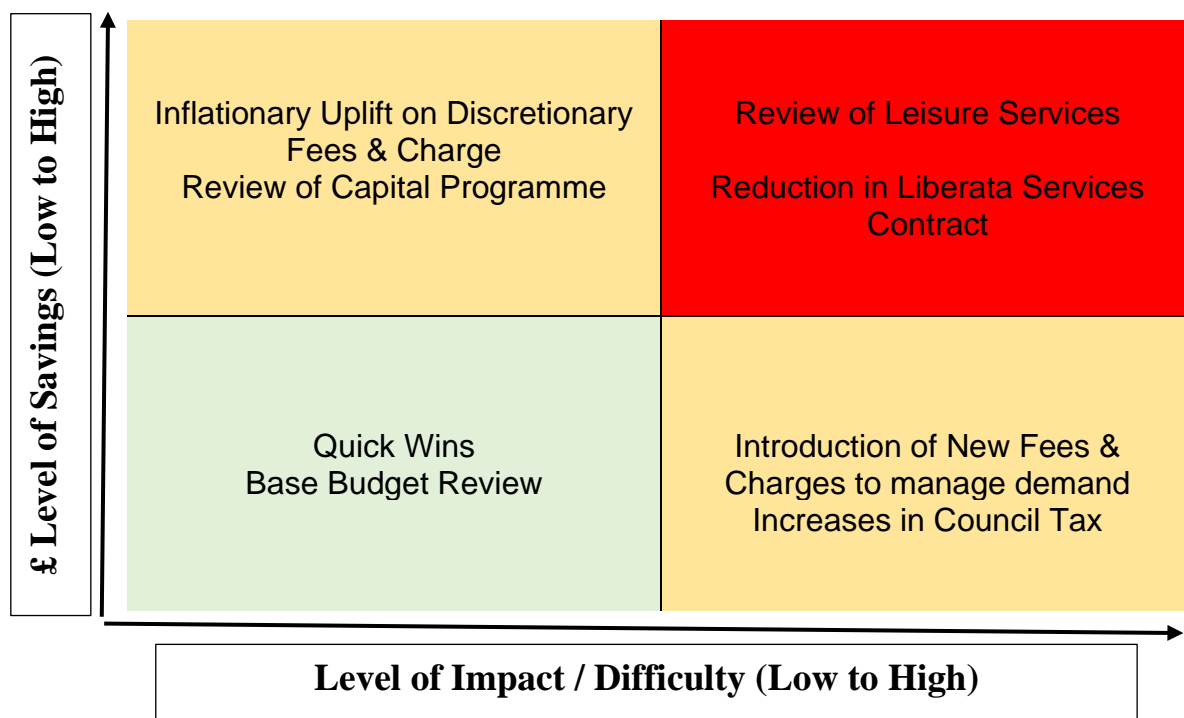 £ Level of Savings (Low to High)
Inflationary Uplift on Discretionary
Fees & Charge
Review of Capital Programme
Review of Leisure Services
Reduction in Liberata Services
Contract
Quick Wins
Base Budget Review
Introduction of New Fees &
Charges to manage demand
Increases in Council Tax
Level of Impact / Difficulty (Low to High)